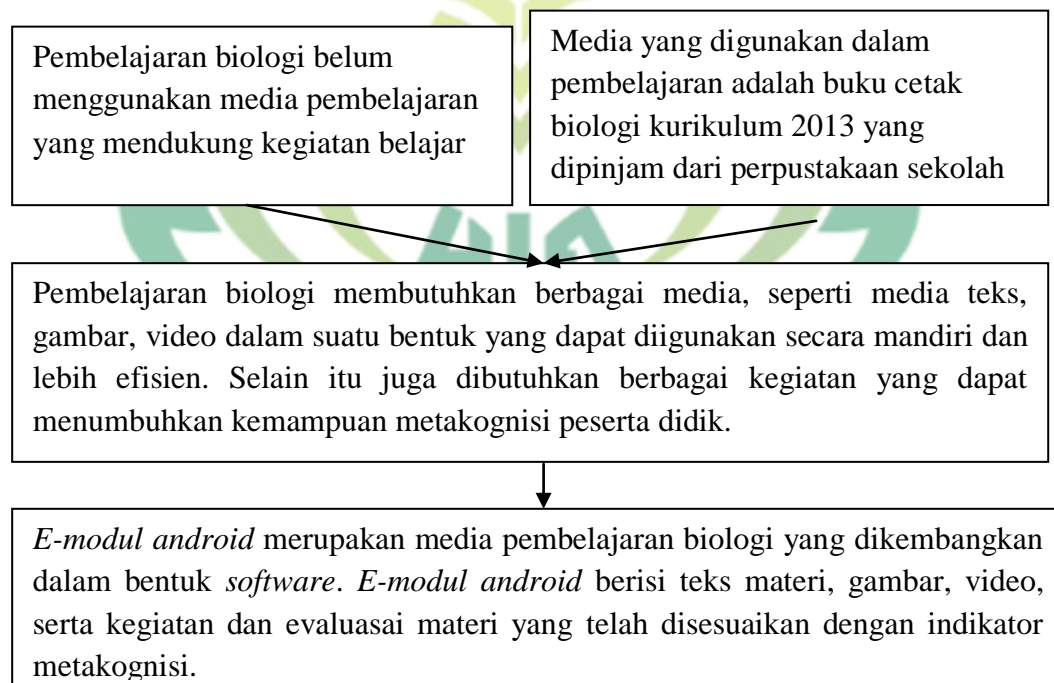 Pembelajaran biologi belum
menggunakan media pembelajaran
yang mendukung kegiatan belajar
Media yang digunakan dalam
pembelajaran adalah buku cetak
biologi kurikulum 2013 yang
dipinjam dari perpustakaan sekolah
Pembelajaran biologi membutuhkan berbagai media, seperti media teks,
gambar, video dalam suatu bentuk yang dapat diigunakan secara mandiri dan
lebih efisien. Selain itu juga dibutuhkan berbagai kegiatan yang dapat
menumbuhkan kemampuan metakognisi peserta didik.
E-modul android merupakan media pembelajaran biologi yang dikembangkan
dalam bentuk software. E-modul android berisi teks materi, gambar, video,
serta kegiatan dan evaluasai materi yang telah disesuaikan dengan indikator
metakognisi.